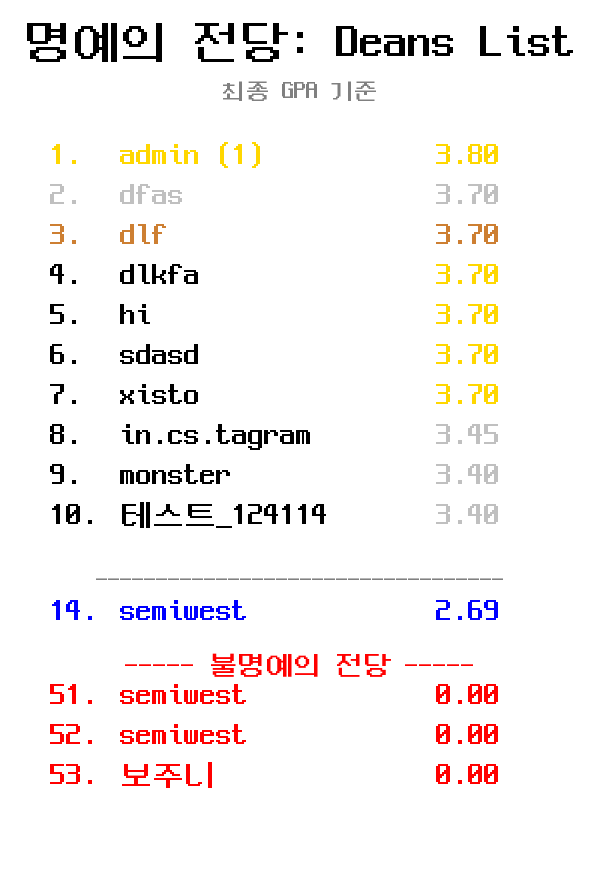 명예의 전당: Deans List
최종 GPA 기준
1. admin (1) 3.80
2. dfas 3.70
3. dlf 3.70
4. dlkfa 3.70
5. hi 3.70
6. sdasd 3.70
7. xisto 3.70
8. in.cs.tagram 3.45
9. monster 3.40
10. 테스트_124114 3.40
----------------------------------
14. semiwest 2.69
----- 불명예의 전당 -----
51. semiwest 0.00
52. semiwest 0.00
53. 보주니 0.00